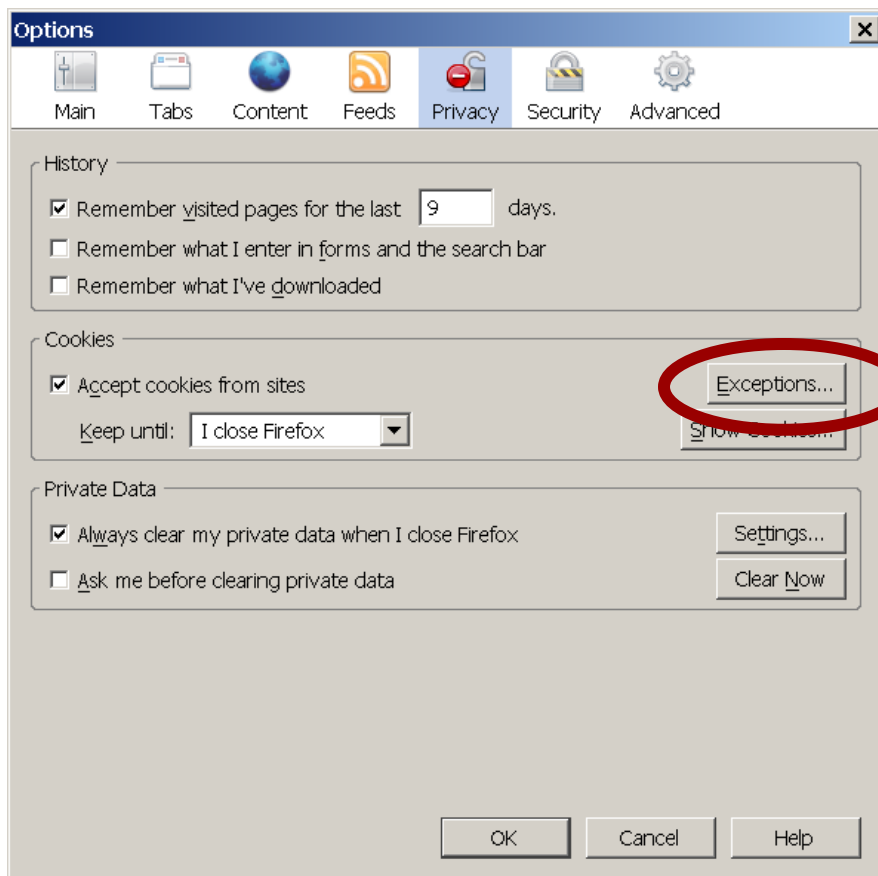 Options
Main Tabs Content Feeds Privacy Security Advanced
History
Remember visited pages for the last 9 days.
Remember what I enter in forms and the search bar
Remember what I've downloaded
Cookies
Accept cookies from sites Exceptions...
Keep until: I close Firefox Show Cookies...
Private Data
Always clear my private data when I close Firefox Settings...
Ask me before clearing private data Clear Now
OK Cancel Help